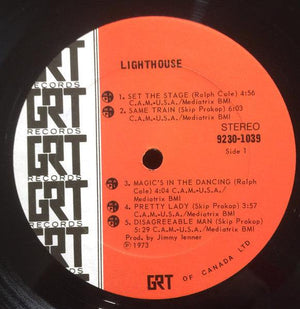 LIGHTHOUSE
1. SET THE STAGE (Ralph Cole) 4:56
C.A.M.-U.S.A./Mediatrix BMI
2. SAME TRAIN (Skip Prokop) 6:03
C.A.M.-U.S.A./Mediatrix BMI
STEREO
9230-1039
Side 1
3. MAGIC'S IN THE DANCING (Ralph
Cole) 4:04 C.A.M.-U.S.A./
Mediatrix BMI
4. PRETTY LADY (Skip Prokop) 3:57
C.A.M.-U.S.A./Mediatrix BMI
5. DISAGREEABLE MAN (Skip Prokop)
5:29 C.A.M.-U.S.A./Mediatrix BMI
Prod. by Jimmy Ienner
℗ 1973
GRT OF CANADA LTD
GRT
RECORDS
GRT
RECORDS
GRT
RECORDS
GRT
RECORDS
GRT